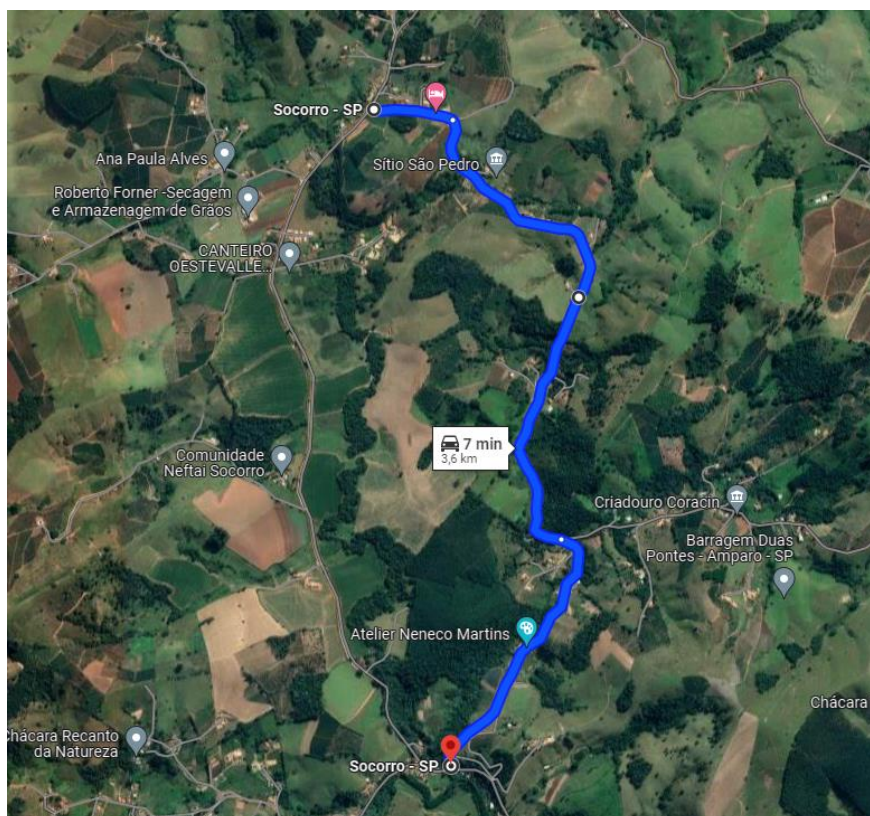 Socorro - SP
Ana Paula Alves
Sítio São Pedro
Roberto Forner -Secagem
e Armazenagem de Grãos
CANTEIRO
OESTEVALLE...
7 min
3,6 km
Comunidade
Neftai Socorro
Criadouro Coracin
Barragem Duas
Pontes - Amparo - SP
Atelier Neneco Martins
Chácara
Chácara Recanto
da Natureza
Socorro - SP